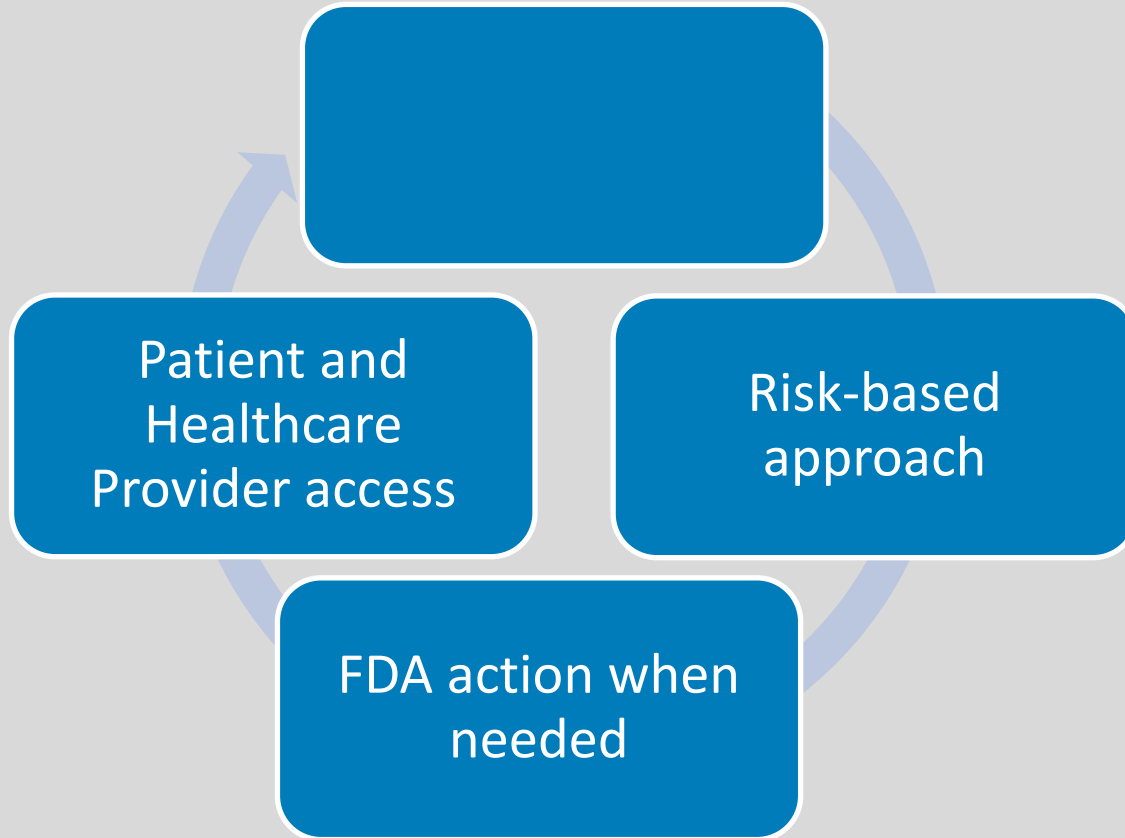 Patient and
Healthcare
Provider access
Risk-based
approach
FDA action when
needed